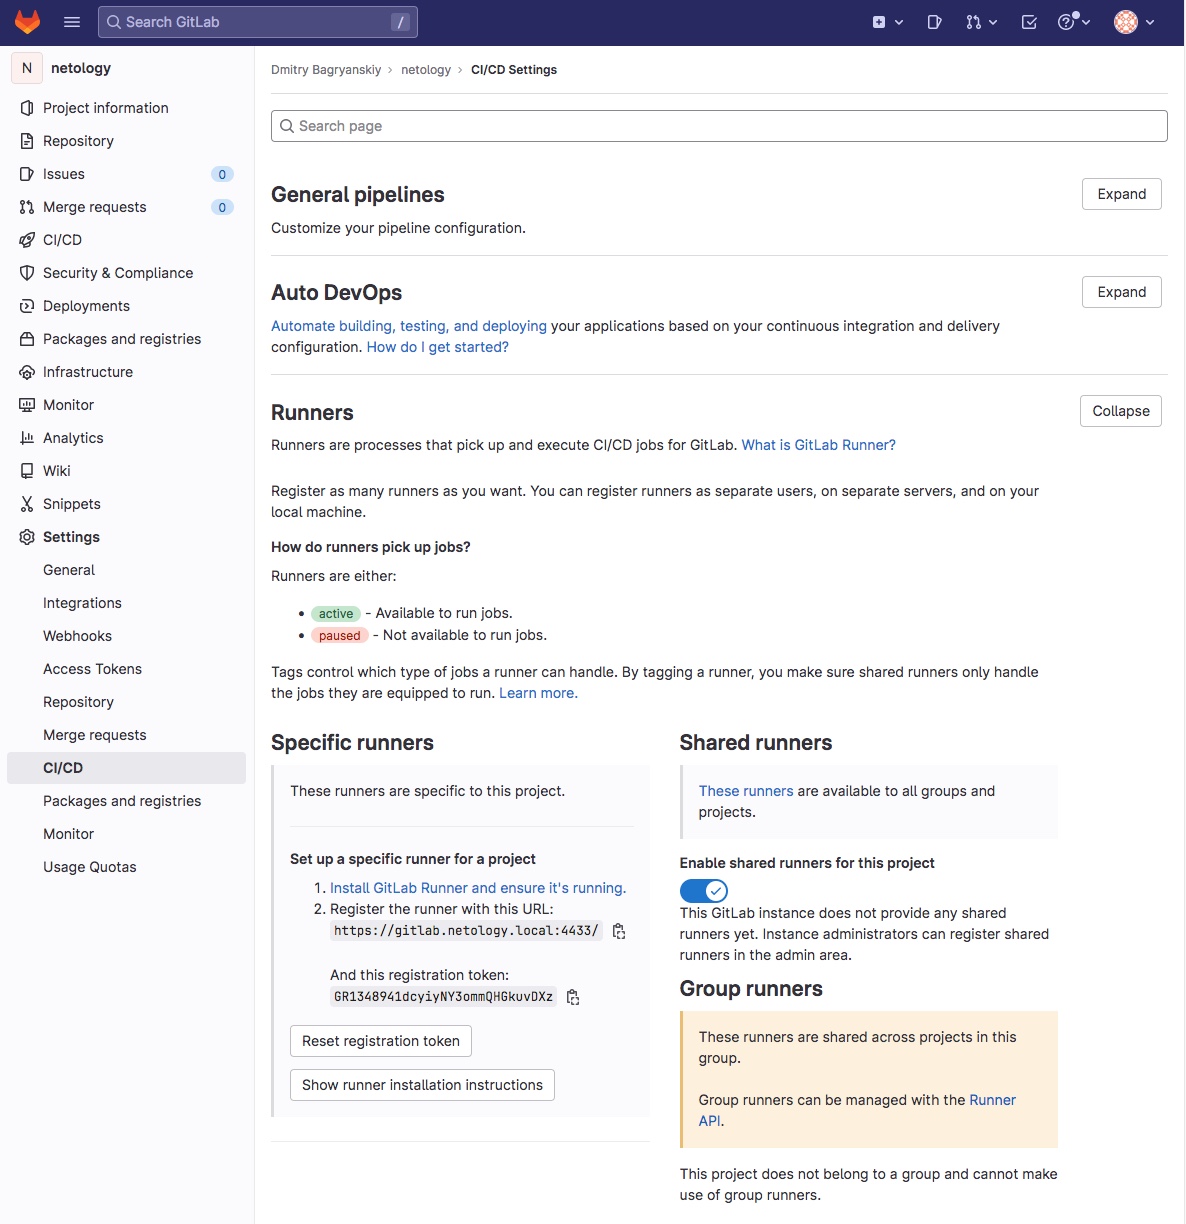 Search GitLab /
N netology
Project information
Repository
Issues 0
Merge requests 0
CI/CD
Security & Compliance
Deployments
Packages and registries
Infrastructure
Monitor
Analytics
Wiki
Snippets
Settings
General
Integrations
Webhooks
Access Tokens
Repository
Merge requests
CI/CD
Packages and registries
Monitor
Usage Quotas
Dmitry Bagryanskiy › netology › CI/CD Settings
Search page
General pipelines
Expand
Customize your pipeline configuration.
Auto DevOps
Expand
Automate building, testing, and deploying your applications based on your continuous integration and delivery
configuration. How do I get started?
Runners
Collapse
Runners are processes that pick up and execute CI/CD jobs for GitLab. What is GitLab Runner?
Register as many runners as you want. You can register runners as separate users, on separate servers, and on your
local machine.
How do runners pick up jobs?
Runners are either:
• active - Available to run jobs.
• paused - Not available to run jobs.
Tags control which type of jobs a runner can handle. By tagging a runner, you make sure shared runners only handle
the jobs they are equipped to run. Learn more.
Specific runners
These runners are specific to this project.
Set up a specific runner for a project
1. Install GitLab Runner and ensure it's running.
2. Register the runner with this URL:
https://gitlab.netology.local:4433/
And this registration token:
GR1348941dcyiyNY3ommQHGkuvDXz
Reset registration token
Show runner installation instructions
Shared runners
These runners are available to all groups and
projects.
Enable shared runners for this project
This GitLab instance does not provide any shared
runners yet. Instance administrators can register shared
runners in the admin area.
Group runners
These runners are shared across projects in this
group.
Group runners can be managed with the Runner
API.
This project does not belong to a group and cannot make
use of group runners.